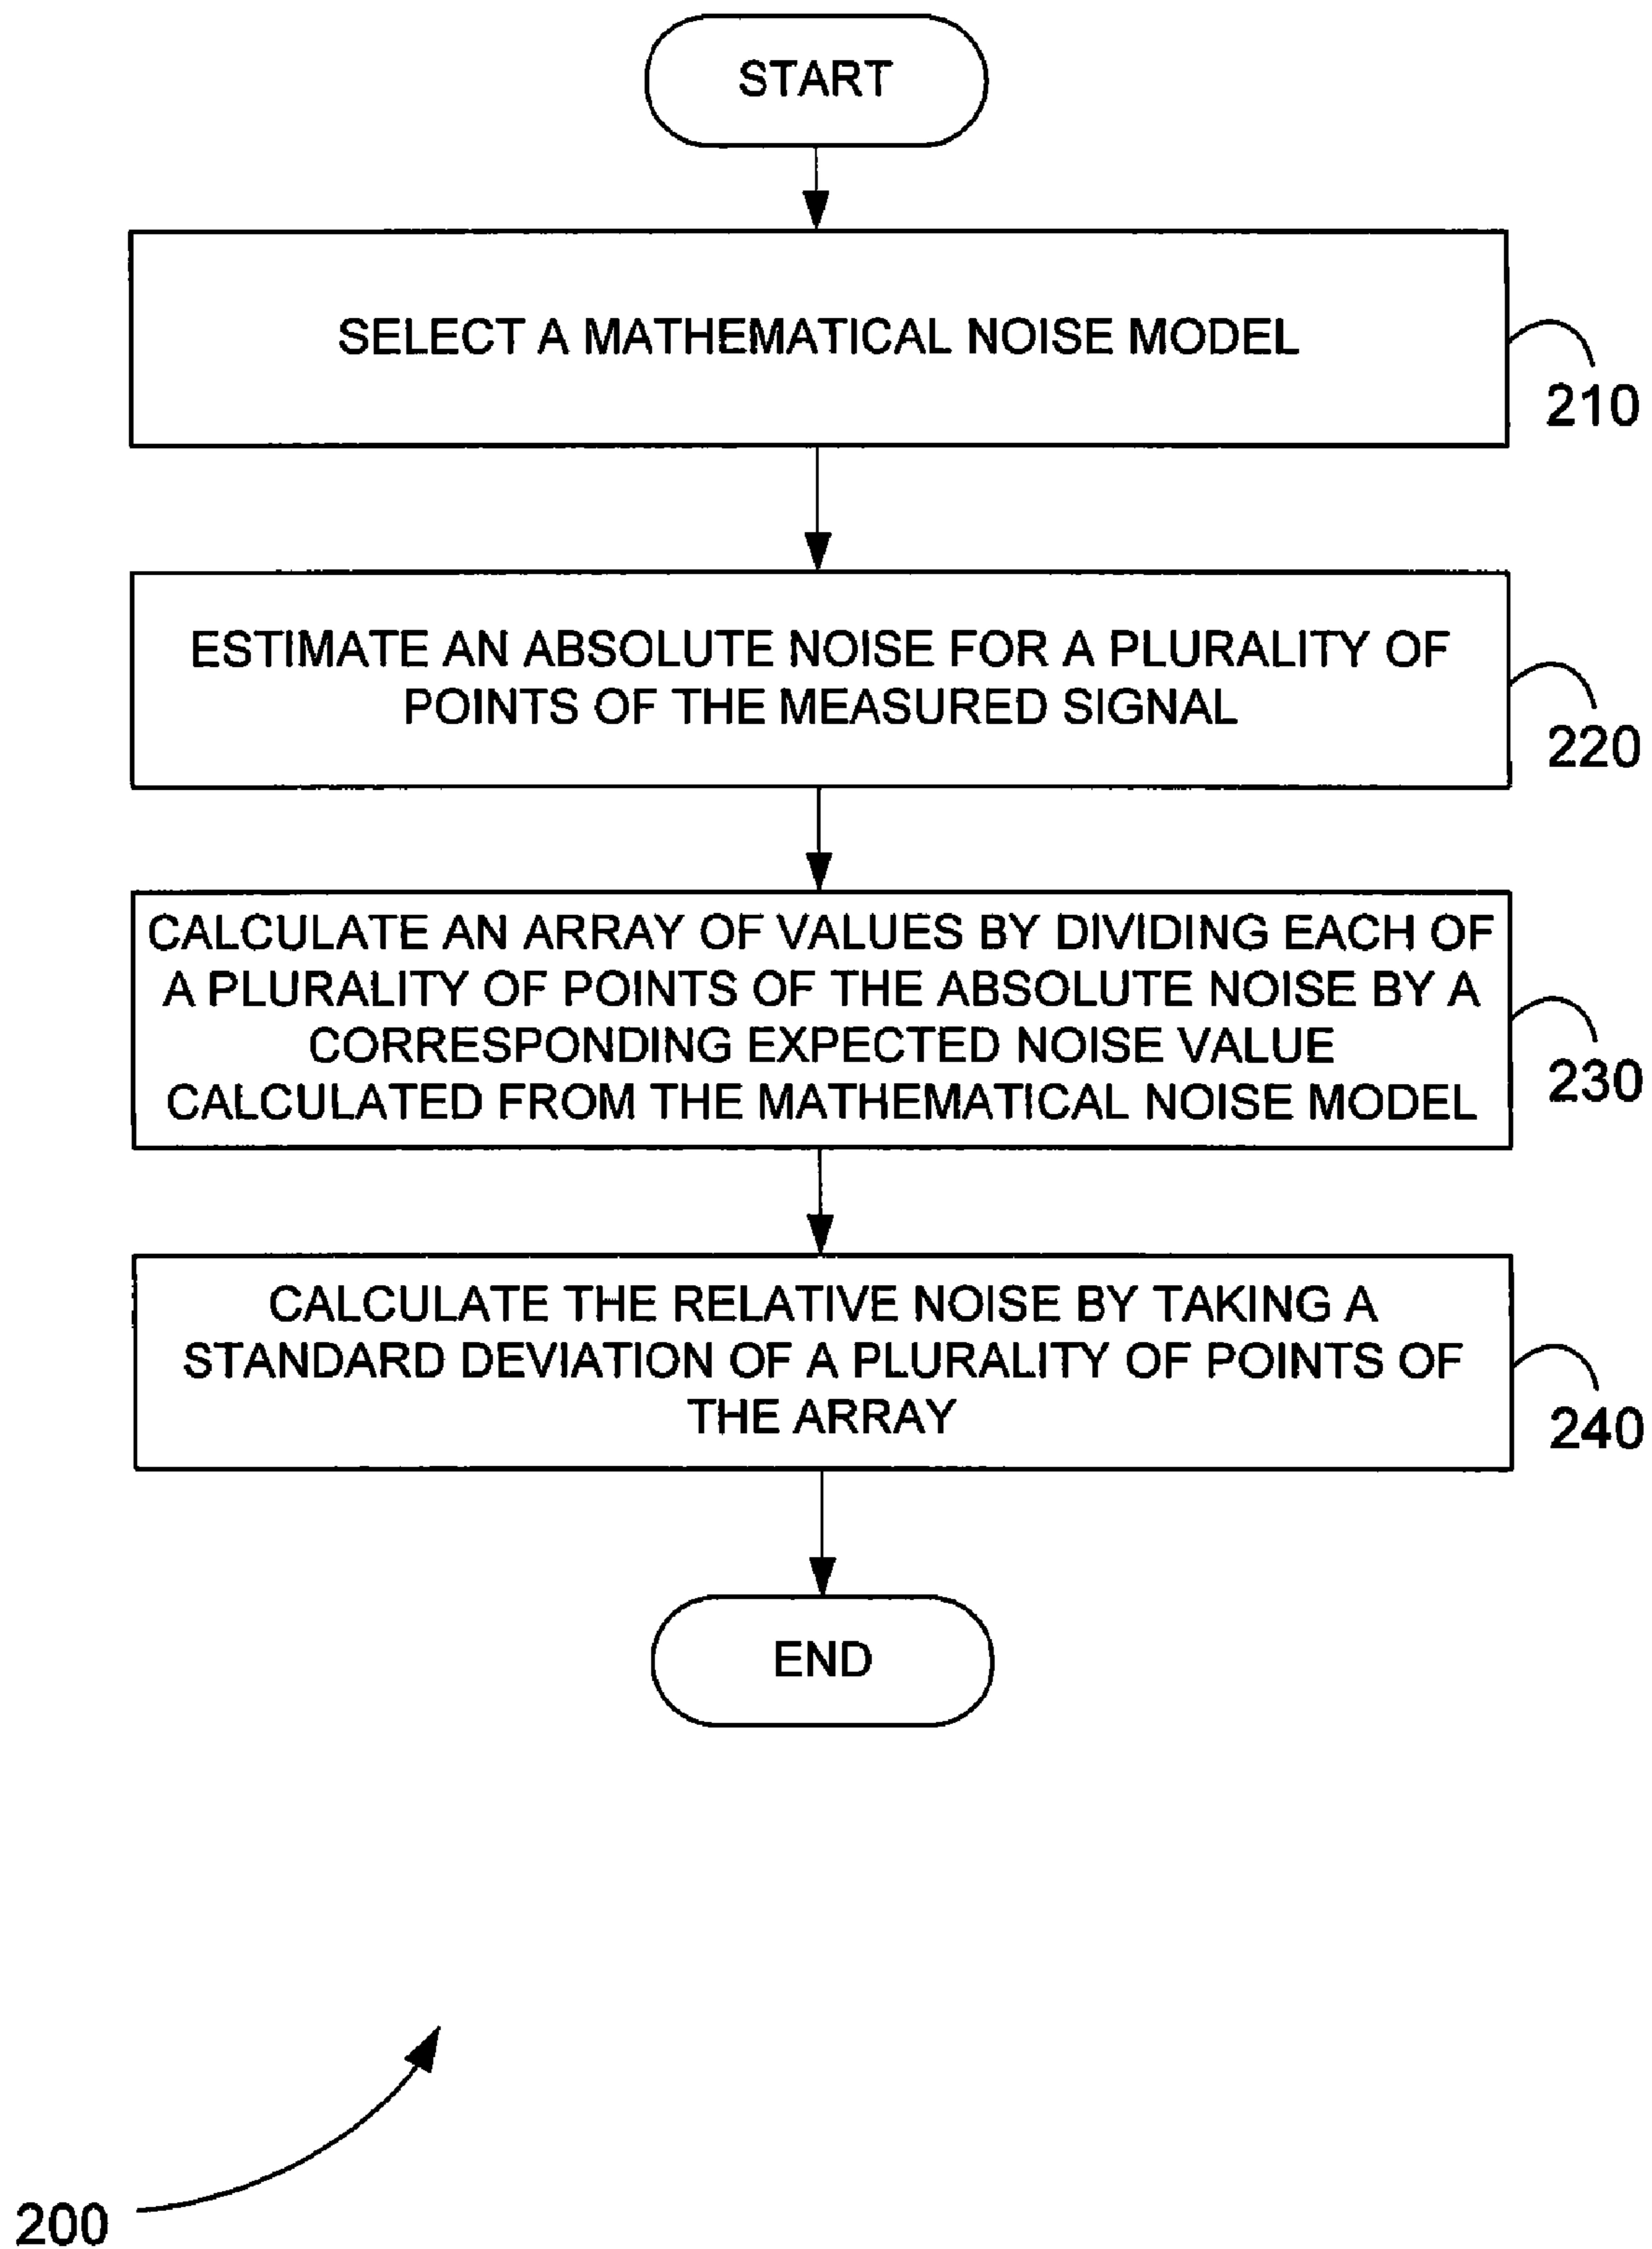 START
SELECT A MATHEMATICAL NOISE MODEL
210
ESTIMATE AN ABSOLUTE NOISE FOR A PLURALITY OF
POINTS OF THE MEASURED SIGNAL
220
CALCULATE AN ARRAY OF VALUES BY DIVIDING EACH OF
A PLURALITY OF POINTS OF THE ABSOLUTE NOISE BY A
CORRESPONDING EXPECTED NOISE VALUE
CALCULATED FROM THE MATHEMATICAL NOISE MODEL
230
CALCULATE THE RELATIVE NOISE BY TAKING A
STANDARD DEVIATION OF A PLURALITY OF POINTS OF
THE ARRAY
240
END
200